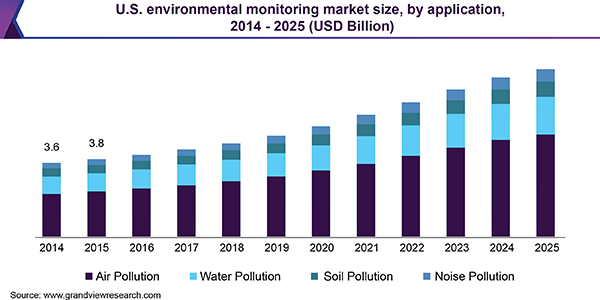 U.S. environmental monitoring market size, by application,
2014 - 2025 (USD Billion)
3.6
3.8
2014 2015 2016 2017 2018 2019 2020 2021 2022 2023 2024 2025
Air Pollution Water Pollution Soil Pollution Noise Pollution
Source: www.grandviewresearch.com